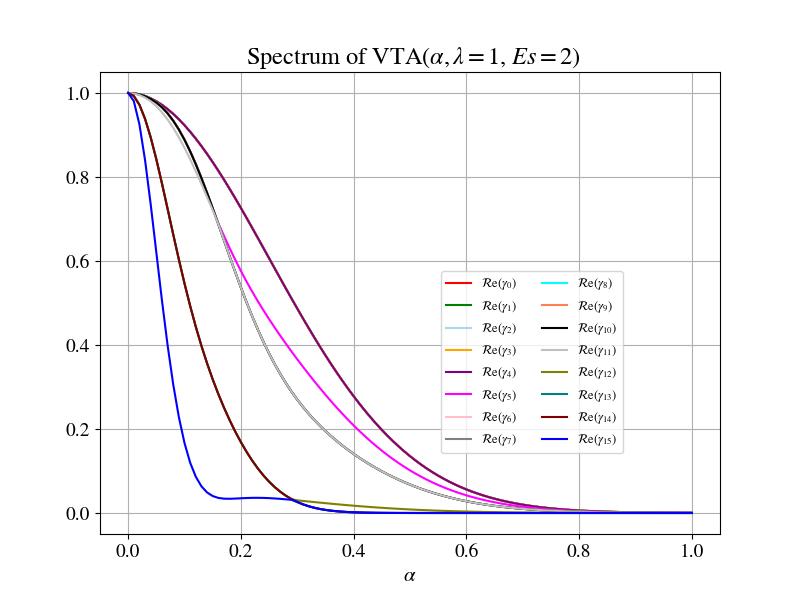 Spectrum of VTA(α, λ = 1, Es = 2)
1.0
0.8
0.6
0.4
0.2
0.0
ℛe(γ₀)
ℛe(γ₁)
ℛe(γ₂)
ℛe(γ₃)
ℛe(γ₄)
ℛe(γ₅)
ℛe(γ₆)
ℛe(γ₇)
ℛe(γ₈)
ℛe(γ₉)
ℛe(γ₁₀)
ℛe(γ₁₁)
ℛe(γ₁₂)
ℛe(γ₁₃)
ℛe(γ₁₄)
ℛe(γ₁₅)
0.0 0.2 0.4 0.6 0.8 1.0
α